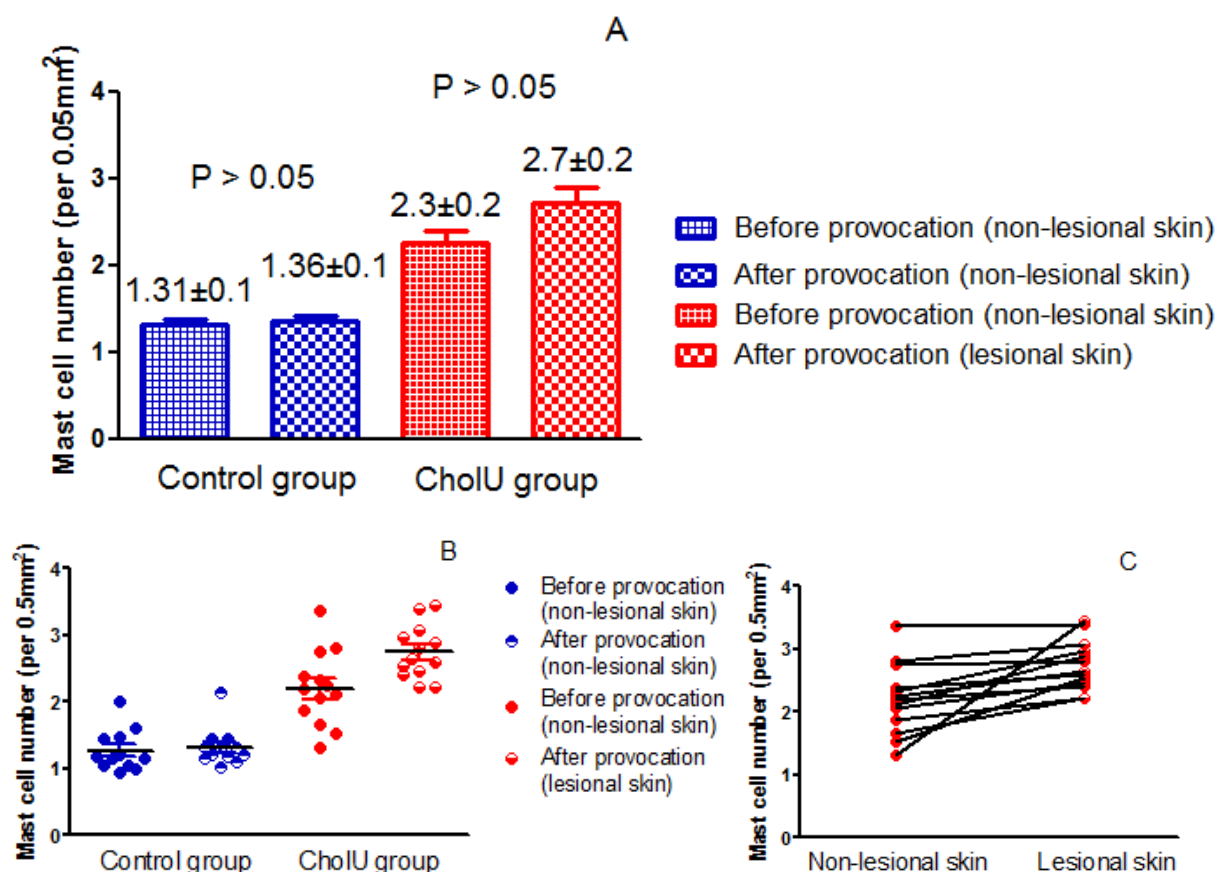 A
Mast cell number (per 0.05mm²)
4
3
2
1
0
P > 0.05
P > 0.05
1.31±0.1
1.36±0.1
2.3±0.2
2.7±0.2
Control group
CholU group
Before provocation (non-lesional skin)
After provocation (non-lesional skin)
Before provocation (non-lesional skin)
After provocation (lesional skin)
B
Mast cell number (per 0.5mm²)
4
3
2
1
0
Control group
CholU group
Before provocation
(non-lesional skin)
After provocation
(non-lesional skin)
Before provocation
(non-lesional skin)
After provocation
(lesional skin)
C
Mast cell number (per 0.5mm²)
4
3
2
1
0
Non-lesional skin
Lesional skin